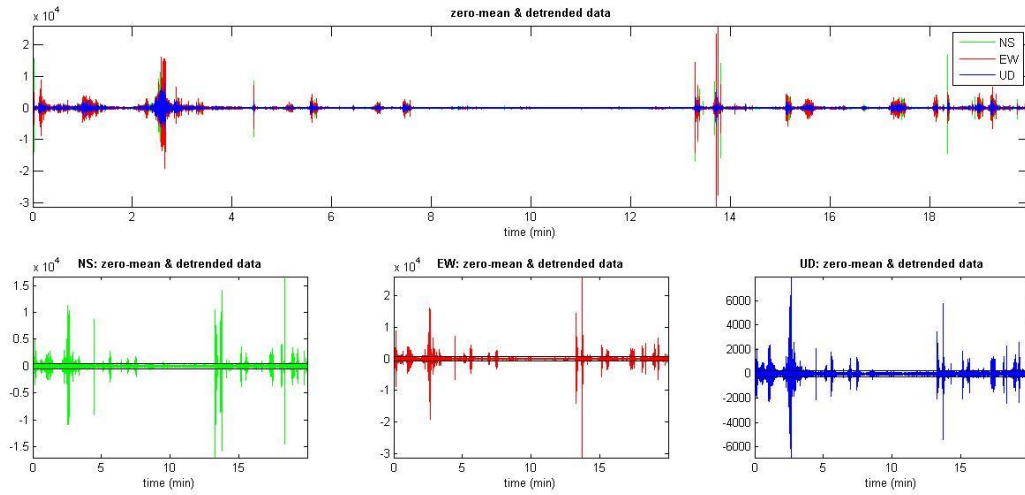 zero-mean & detrended data
x 10^4
2
1
0
-1
-2
-3
NS
EW
UD
0 2 4 6 8 10 12 14 16 18
time (min)
NS: zero-mean & detrended data
x 10^4
1.5
1
0.5
0
-0.5
-1
-1.5
0 5 10 15
time (min)
EW: zero-mean & detrended data
x 10^4
2
1
0
-1
-2
-3
0 5 10 15
time (min)
UD: zero-mean & detrended data
6000
4000
2000
0
-2000
-4000
-6000
0 5 10 15
time (min)